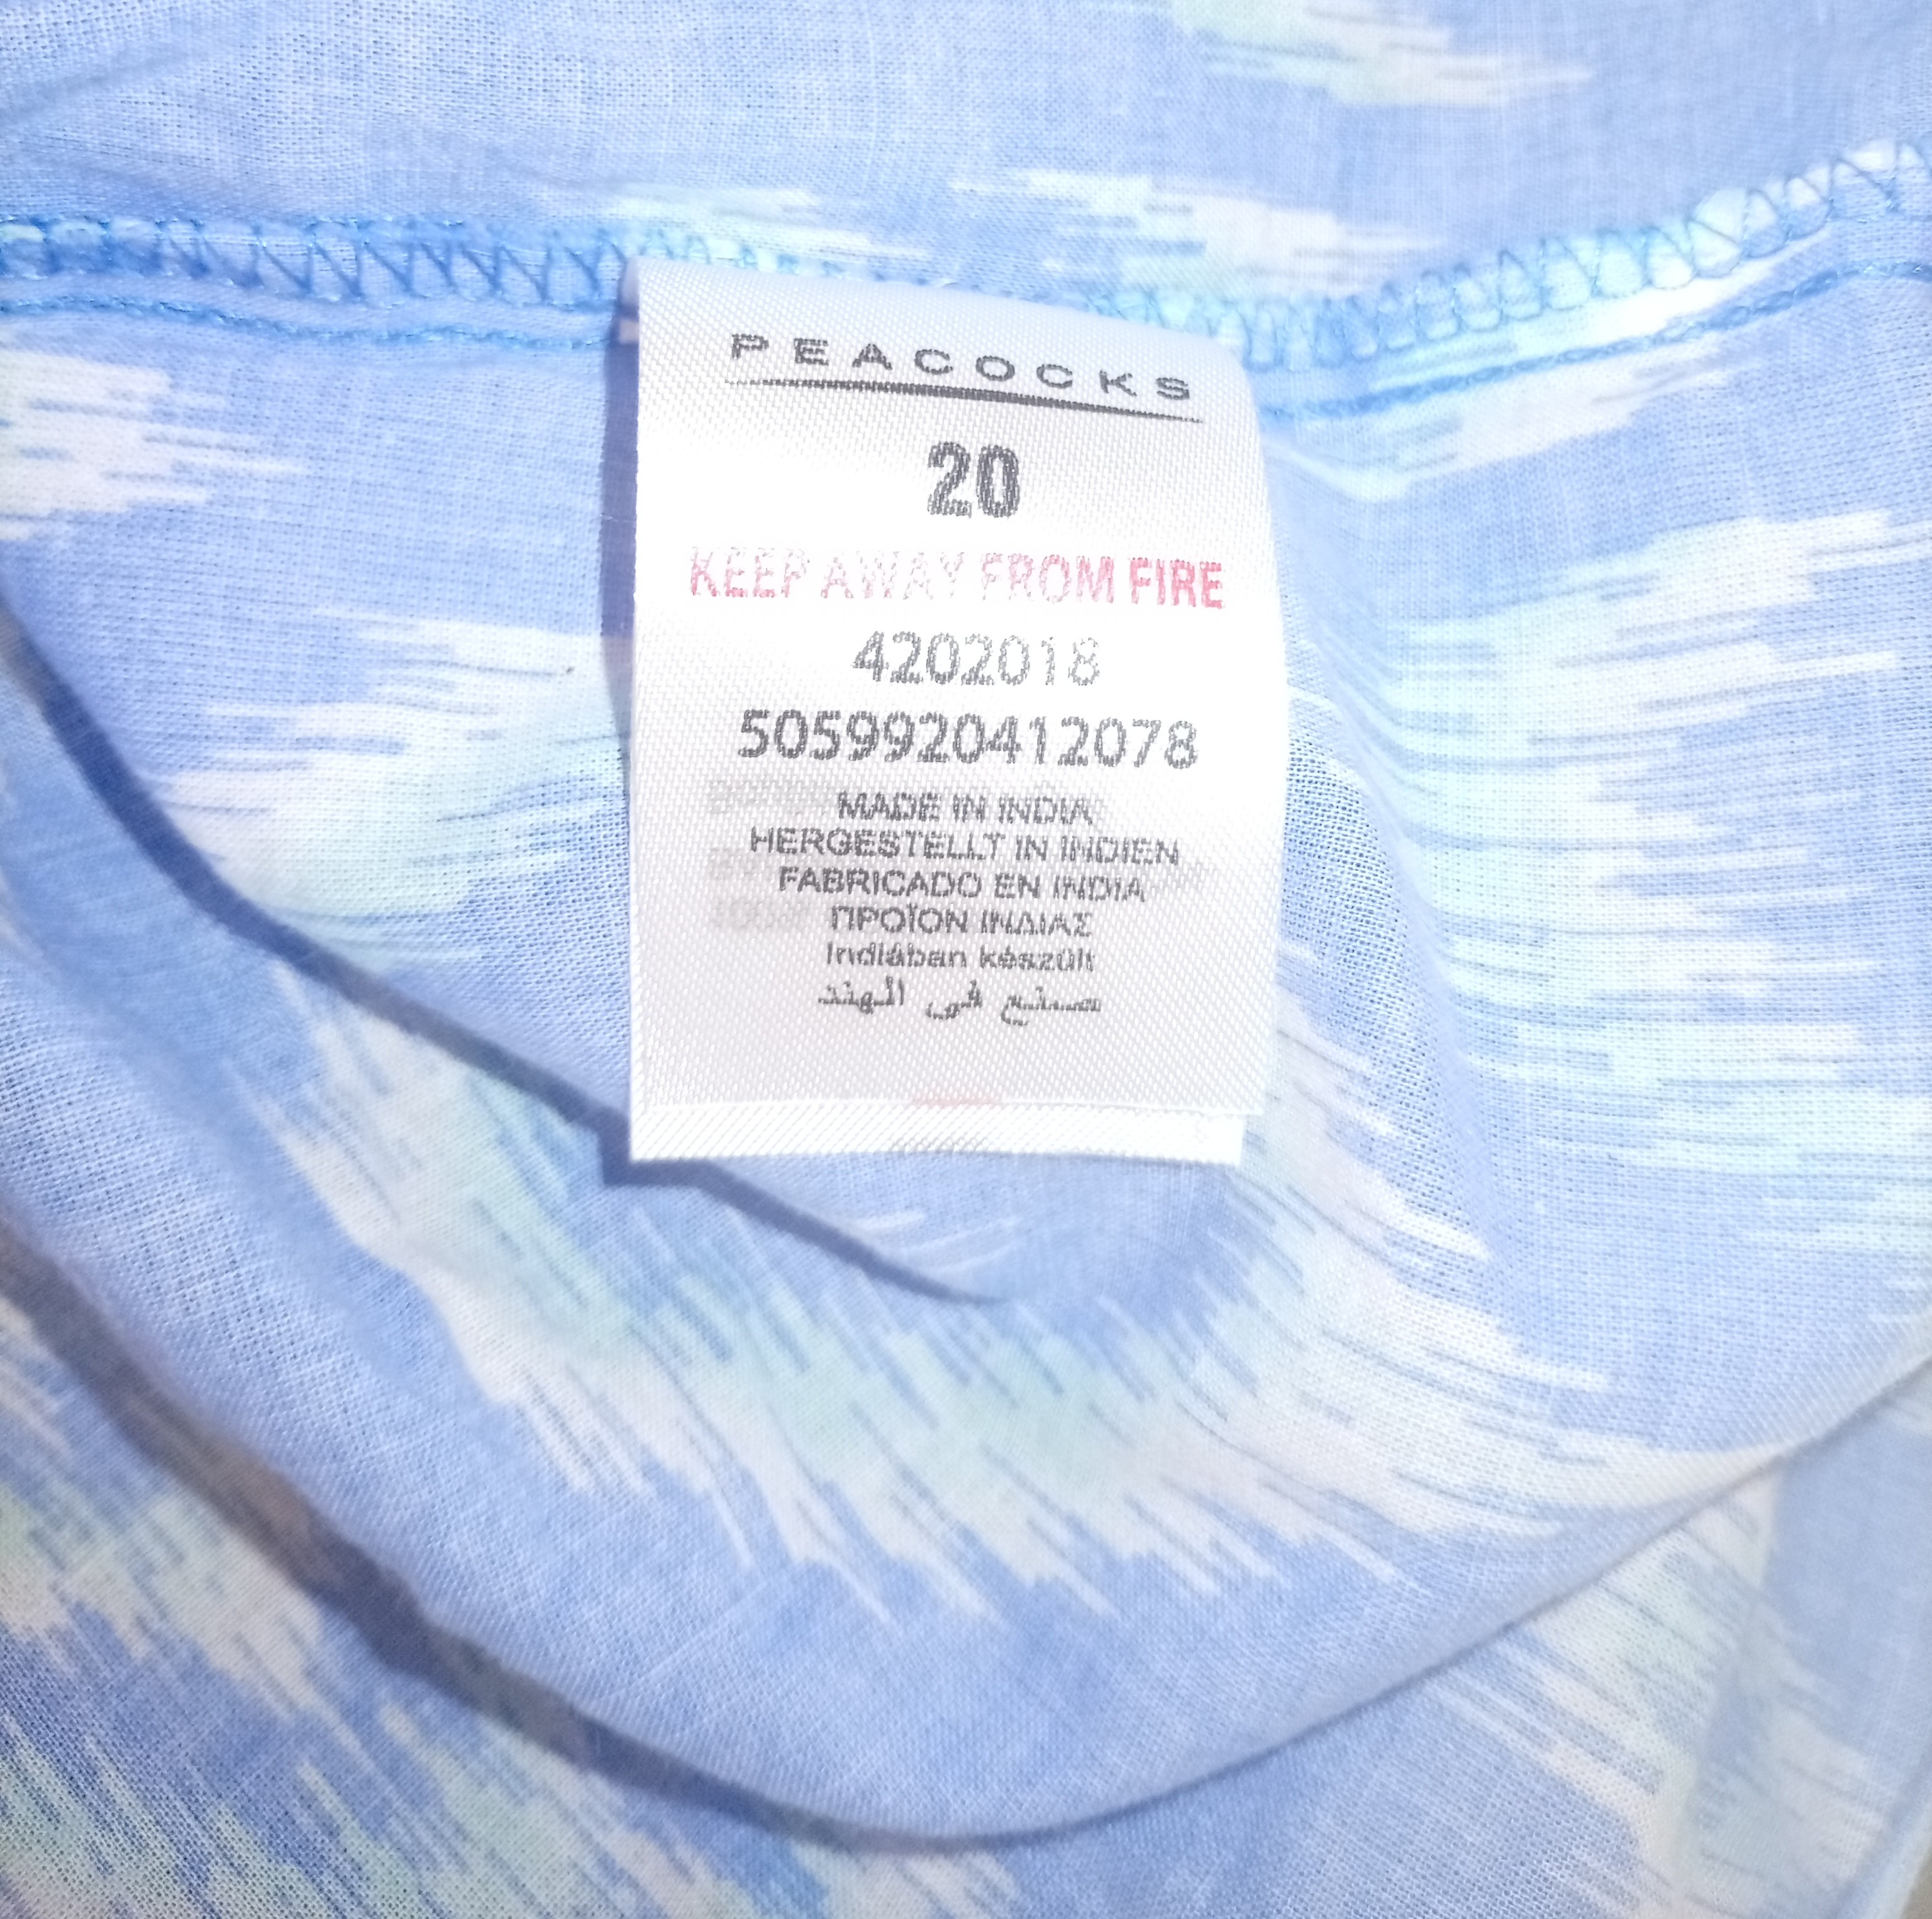 PEACOCKS
20
KEEP AWAY FROM FIRE
4202018
5059920412078
MADE IN INDIA
HERGESTELLT IN INDIEN
FABRICADO EN INDIA
ΠΡΟΪΟΝ ΙΝΔΙΑΣ
Indiában készült
صنع في الهند